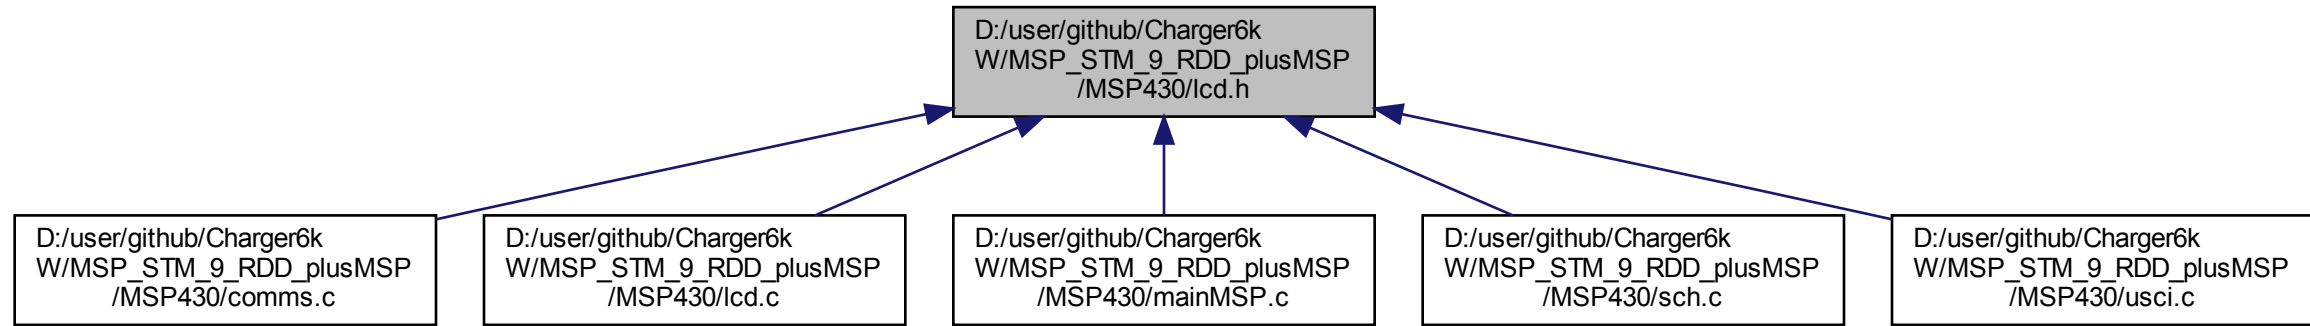 D:/user/github/Charger6k
W/MSP_STM_9_RDD_plusMSP
/MSP430/lcd.h
D:/user/github/Charger6k
W/MSP_STM_9_RDD_plusMSP
/MSP430/comms.c
D:/user/github/Charger6k
W/MSP_STM_9_RDD_plusMSP
/MSP430/lcd.c
D:/user/github/Charger6k
W/MSP_STM_9_RDD_plusMSP
/MSP430/mainMSP.c
D:/user/github/Charger6k
W/MSP_STM_9_RDD_plusMSP
/MSP430/sch.c
D:/user/github/Charger6k
W/MSP_STM_9_RDD_plusMSP
/MSP430/usci.c